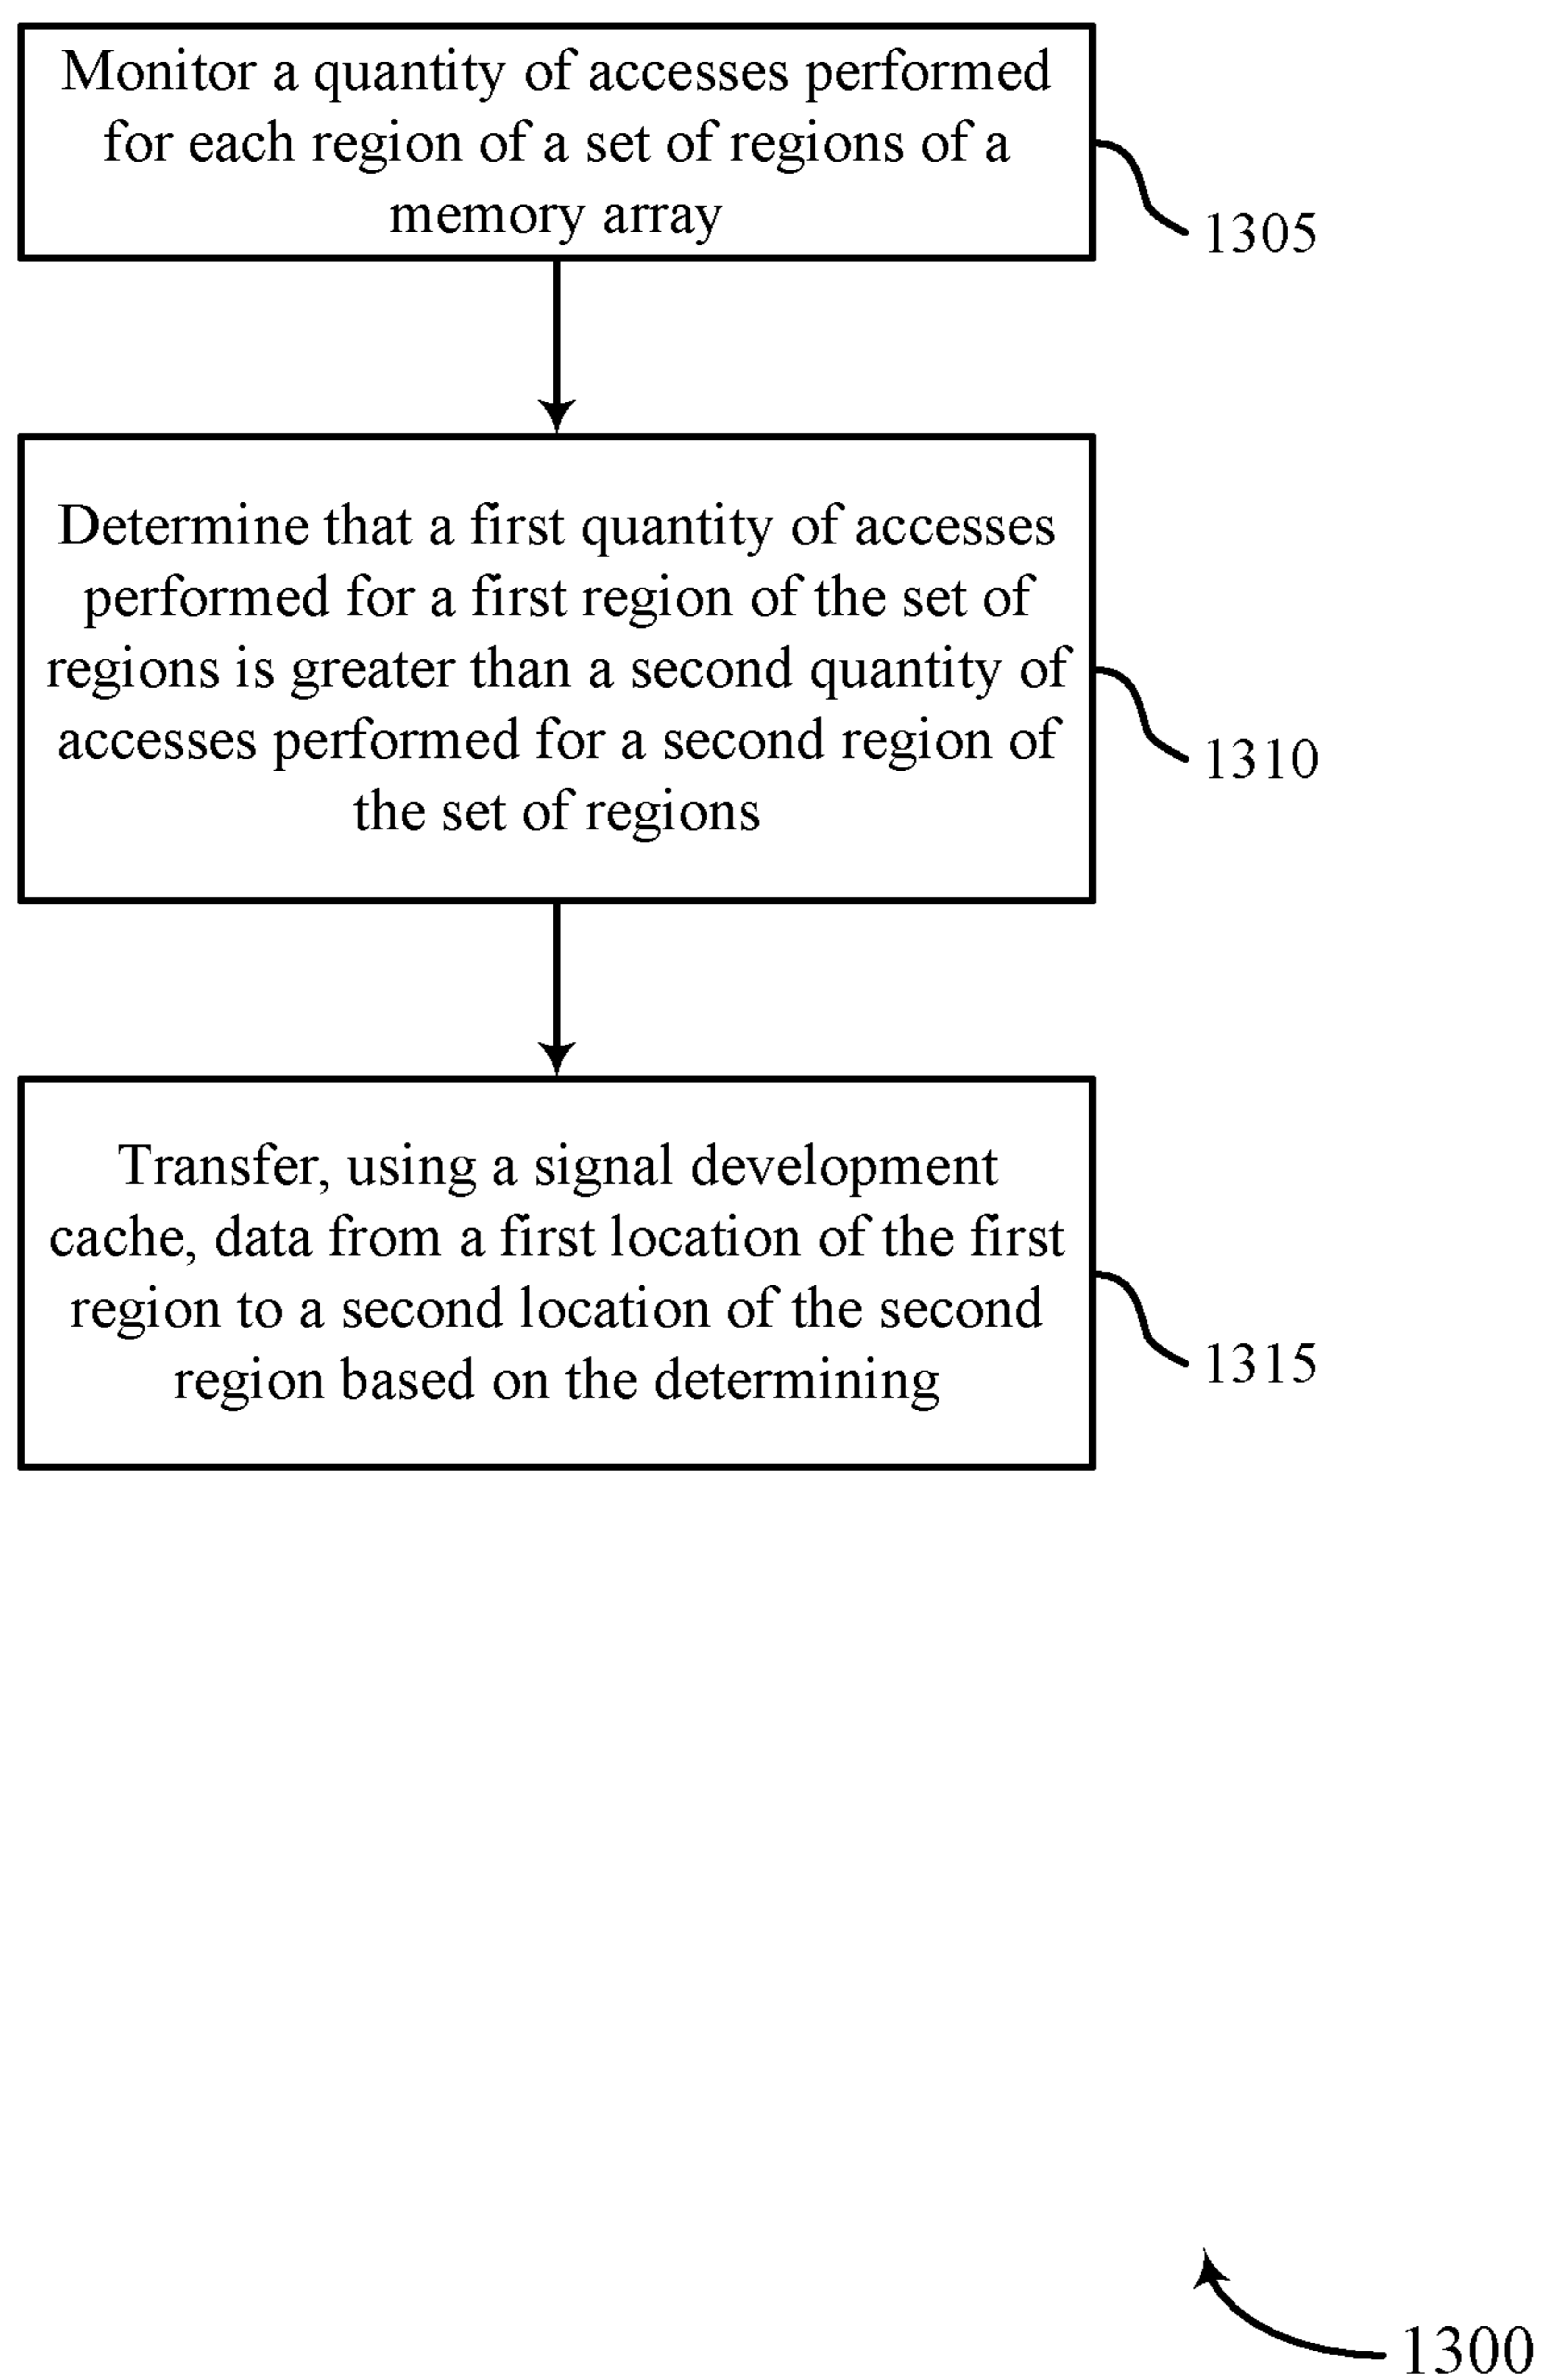 Monitor a quantity of accesses performed
for each region of a set of regions of a
memory array
1305
Determine that a first quantity of accesses
performed for a first region of the set of
regions is greater than a second quantity of
accesses performed for a second region of
the set of regions
1310
Transfer, using a signal development
cache, data from a first location of the first
region to a second location of the second
region based on the determining
1315
1300